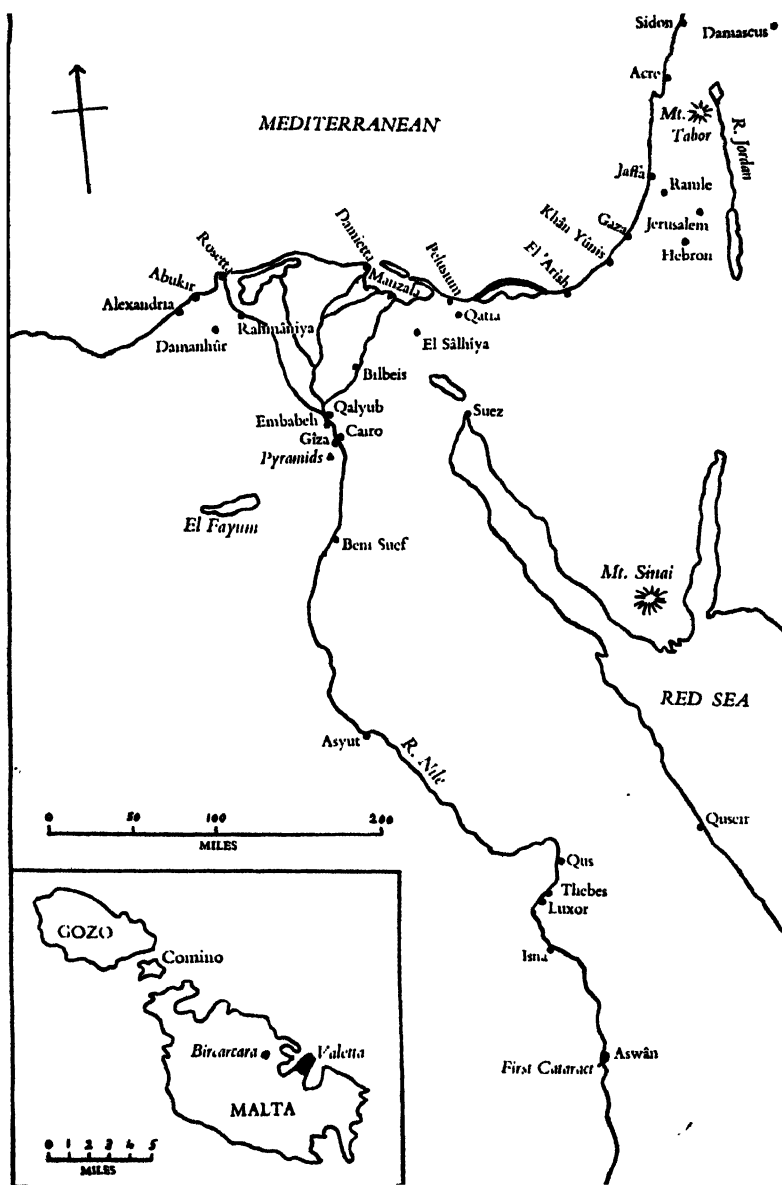 Sidon
Damascus
Acre
MEDITERRANEAN
Mt.
Tabor
R. Jordan
Jaffa
Ramle
Jerusalem
Hebron
Gaza
Khân Yûnis
El 'Arish
Rosetta
Damietta
Manzala
Pelusium
Abukir
Alexandria
Rahmâniya
Damanhûr
Qatia
El Sâlhiya
Bilbeis
Qalyub
Embabeh
Cairo
Gîza
Pyramids
Suez
El Fayum
Beni Suef
Mt. Sinai
RED SEA
Asyut
R. Nile
0 50 100 200
MILES
Quseir
Qus
Thebes
Luxor
Isna
Aswân
First Cataract
GOZO
Comino
Bircarcara
Valetta
MALTA
0 1 2 3 4 5
MILES